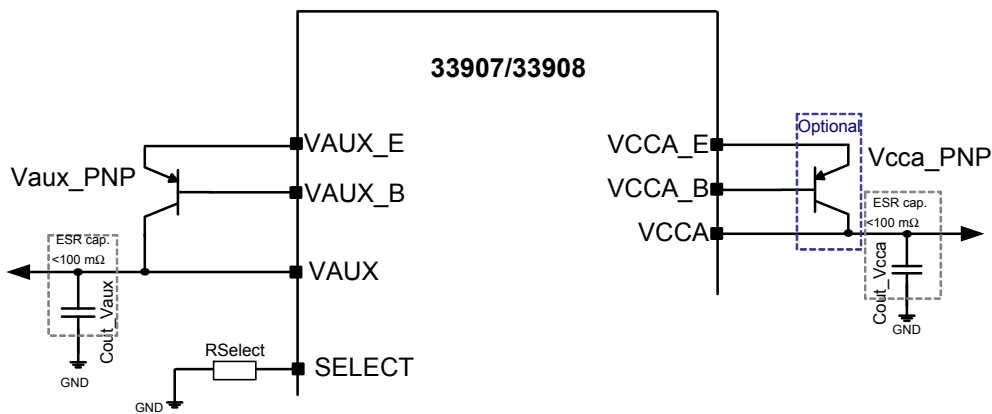 33907/33908
VAUX_E
Vaux_PNP
VAUX_B
ESR cap.
<100 mΩ
VAUX
Cout_Vaux
GND
RSelect
SELECT
GND
Optional
VCCA_E
Vcca_PNP
VCCA_B
ESR cap.
<100 mΩ
VCCA
Cout_Vcca
GND